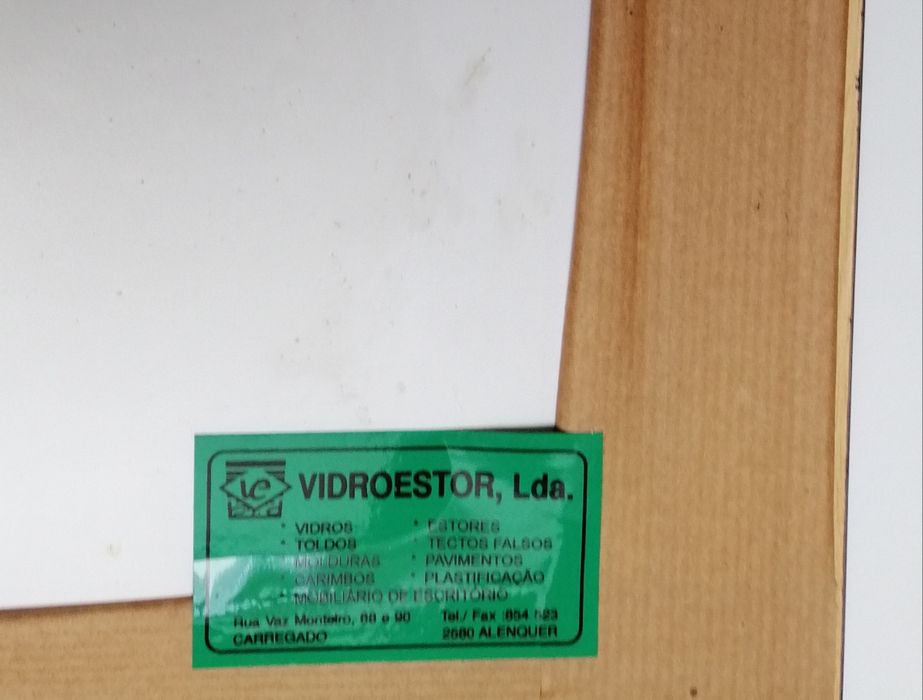 VIDROESTOR, Lda.
* VIDROS * ESTORES
* TOLDOS * TECTOS FALSOS
* MOLDURAS * PAVIMENTOS
* CARIMBOS * PLASTIFICAÇÃO
* MOBILIÁRIO DE ESCRITÓRIO
Rua Vaz Monteiro, 88 e 90 Tel./ Fax
CARREGADO 2580 ALENQUER